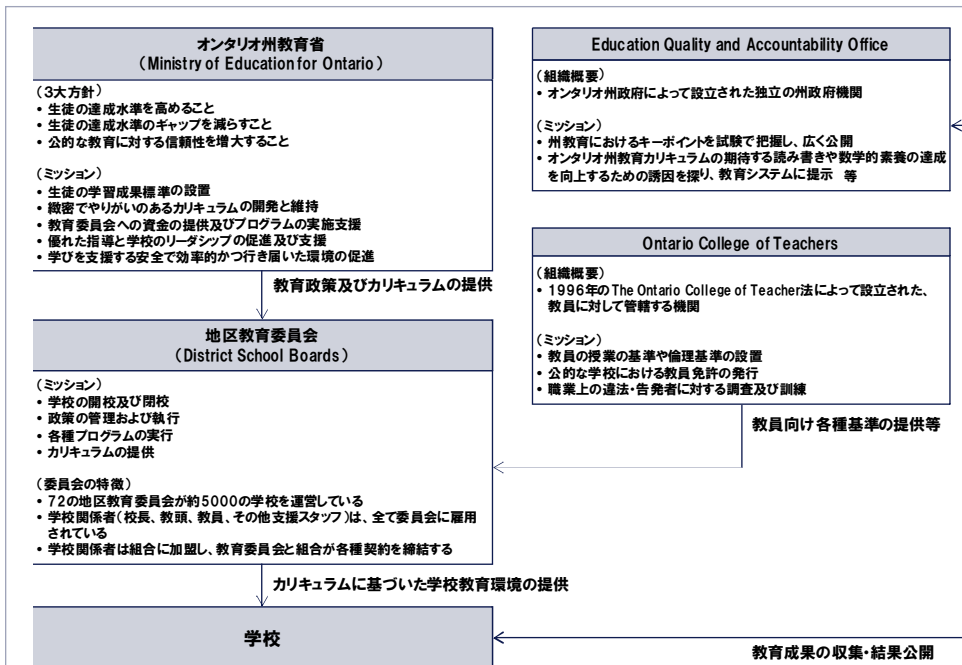 オンタリオ州教育省
（Ministry of Education for Ontario）
（3大方針）
• 生徒の達成水準を高めること
• 生徒の達成水準のギャップを減らすこと
• 公的な教育に対する信頼性を増大すること
（ミッション）
• 生徒の学習成果標準の設置
• 緻密でやりがいのあるカリキュラムの開発と維持
• 教育委員会への資金の提供及びプログラムの実施支援
• 優れた指導と学校のリーダシップの促進及び支援
• 学びを支援する安全で効率的かつ行き届いた環境の促進
教育政策及びカリキュラムの提供
地区教育委員会
（District School Boards）
（ミッション）
• 学校の開校及び閉校
• 政策の管理および執行
• 各種プログラムの実行
• カリキュラムの提供
（委員会の特徴）
• 72の地区教育委員会が約5000の学校を運営している
• 学校関係者（校長、教頭、教員、その他支援スタッフ）は、全て委員会に雇用
されている
• 学校関係者は組合に加盟し、教育委員会と組合が各種契約を締結する
カリキュラムに基づいた学校教育環境の提供
学校
Education Quality and Accountability Office
（組織概要）
• オンタリオ州政府によって設立された独立の州政府機関
（ミッション）
• 州教育におけるキーポイントを試験で把握し、広く公開
• オンタリオ州教育カリキュラムの期待する読み書きや数学的素養の達成
を向上するための誘因を探り、教育システムに提示 等
Ontario College of Teachers
（組織概要）
• 1996年のThe Ontario College of Teacher法によって設立された、
教員に対して管轄する機関
（ミッション）
• 教員の授業の基準や倫理基準の設置
• 公的な学校における教員免許の発行
• 職業上の違法・告発者に対する調査及び訓練
教員向け各種基準の提供等
教育成果の収集・結果公開